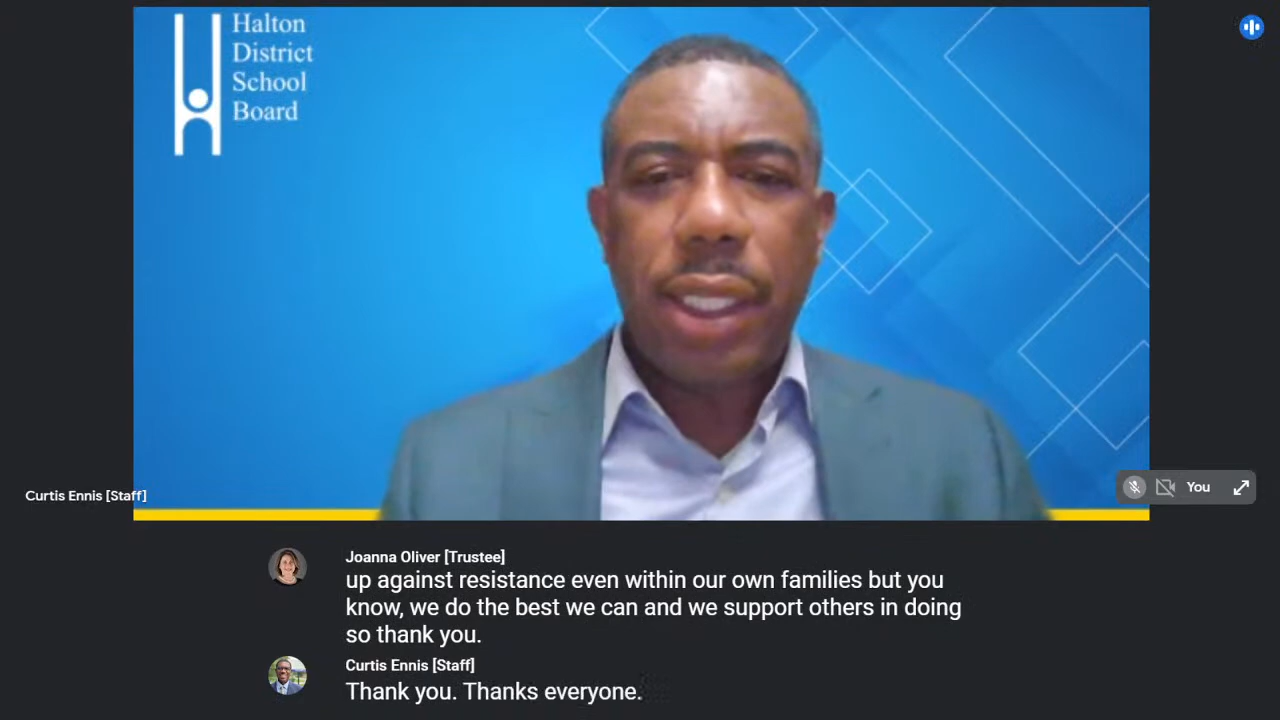 Halton
District
School
Board
Curtis Ennis [Staff]
You
Joanna Oliver [Trustee]
up against resistance even within our own families but you
know, we do the best we can and we support others in doing
so thank you.
Curtis Ennis [Staff]
Thank you. Thanks everyone.